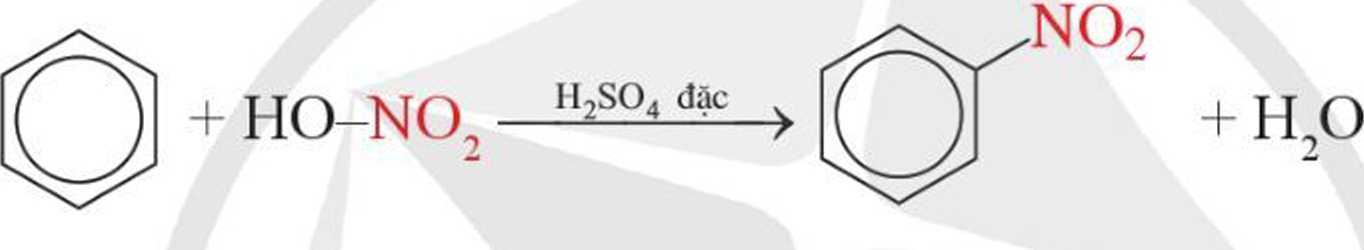 + HO–NO₂ H₂SO₄ đặc NO₂ + H₂O